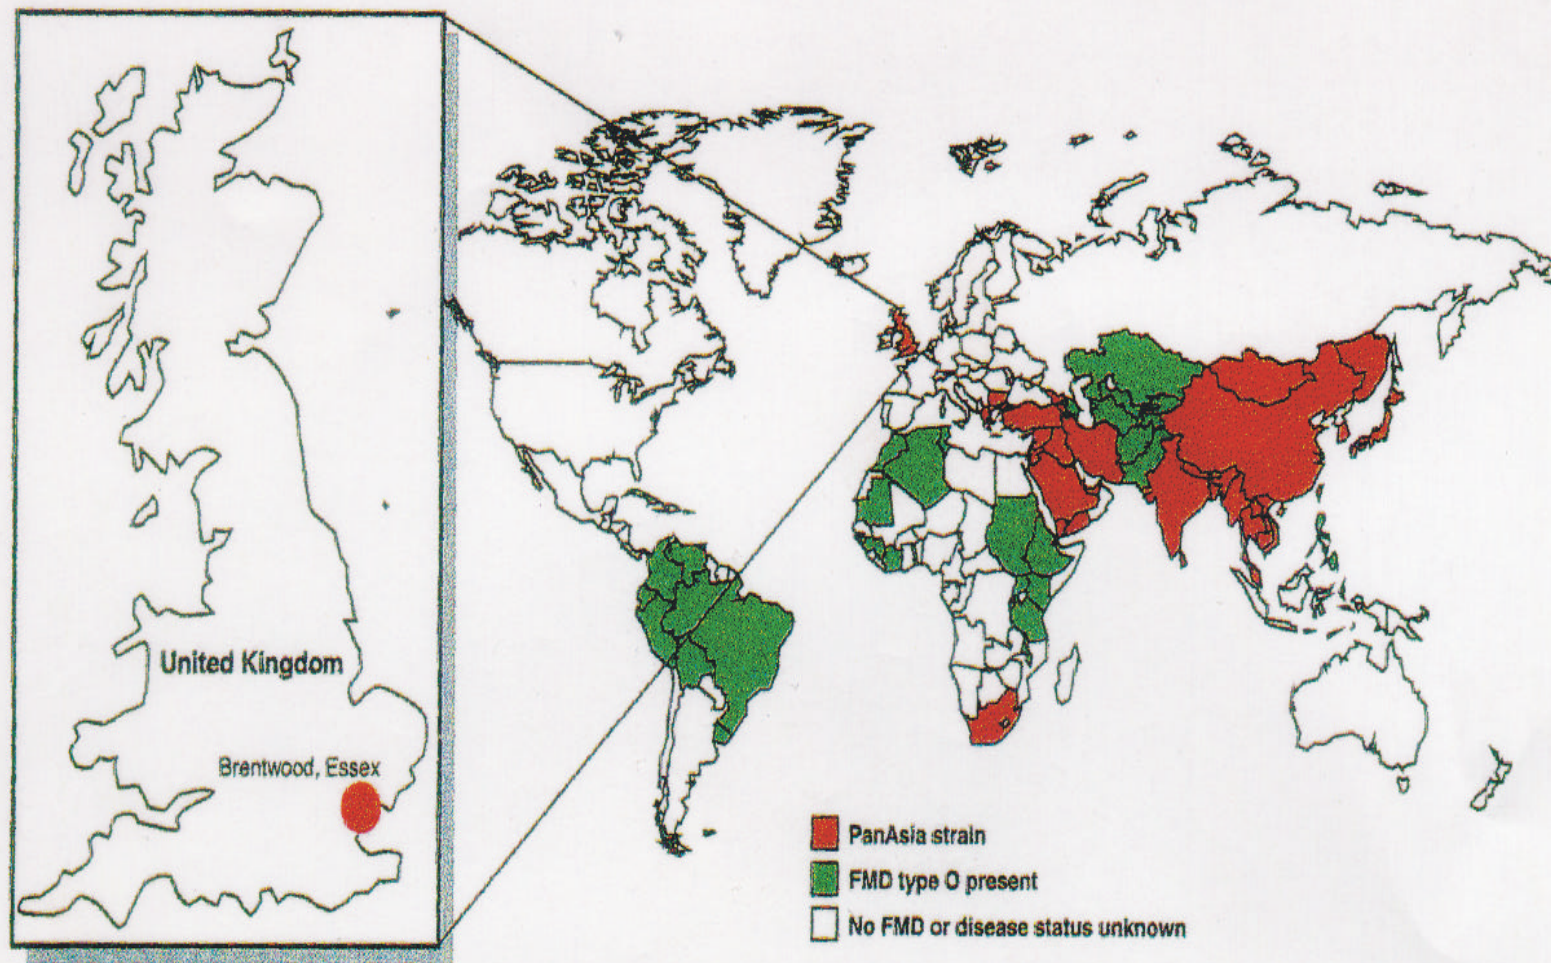 United Kingdom
Brentwood, Essex
PanAsia strain
FMD type O present
No FMD or disease status unknown